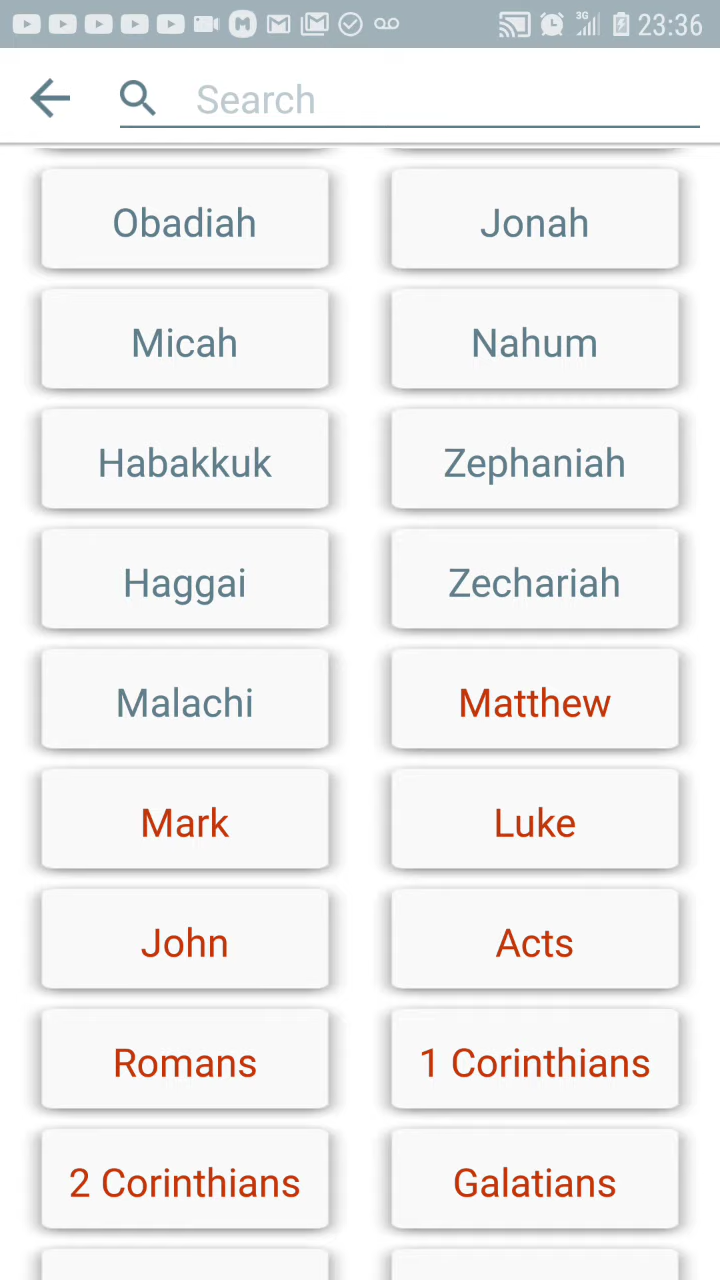 3G 23:36
Search
Obadiah Jonah
Micah Nahum
Habakkuk Zephaniah
Haggai Zechariah
Malachi Matthew
Mark Luke
John Acts
Romans 1 Corinthians
2 Corinthians Galatians